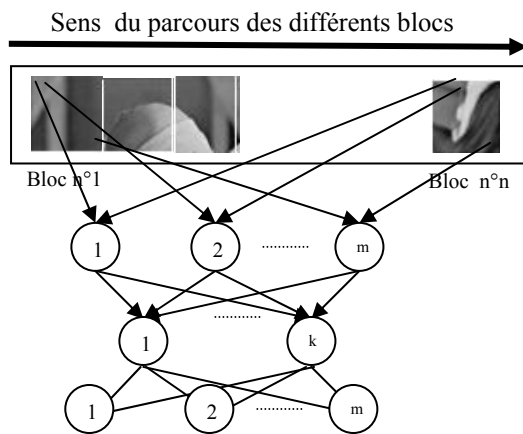 Sens du parcours des différents blocs
Bloc n°1
Bloc n°n
1 2 ............ m
............
1 k
1 2 ............ m